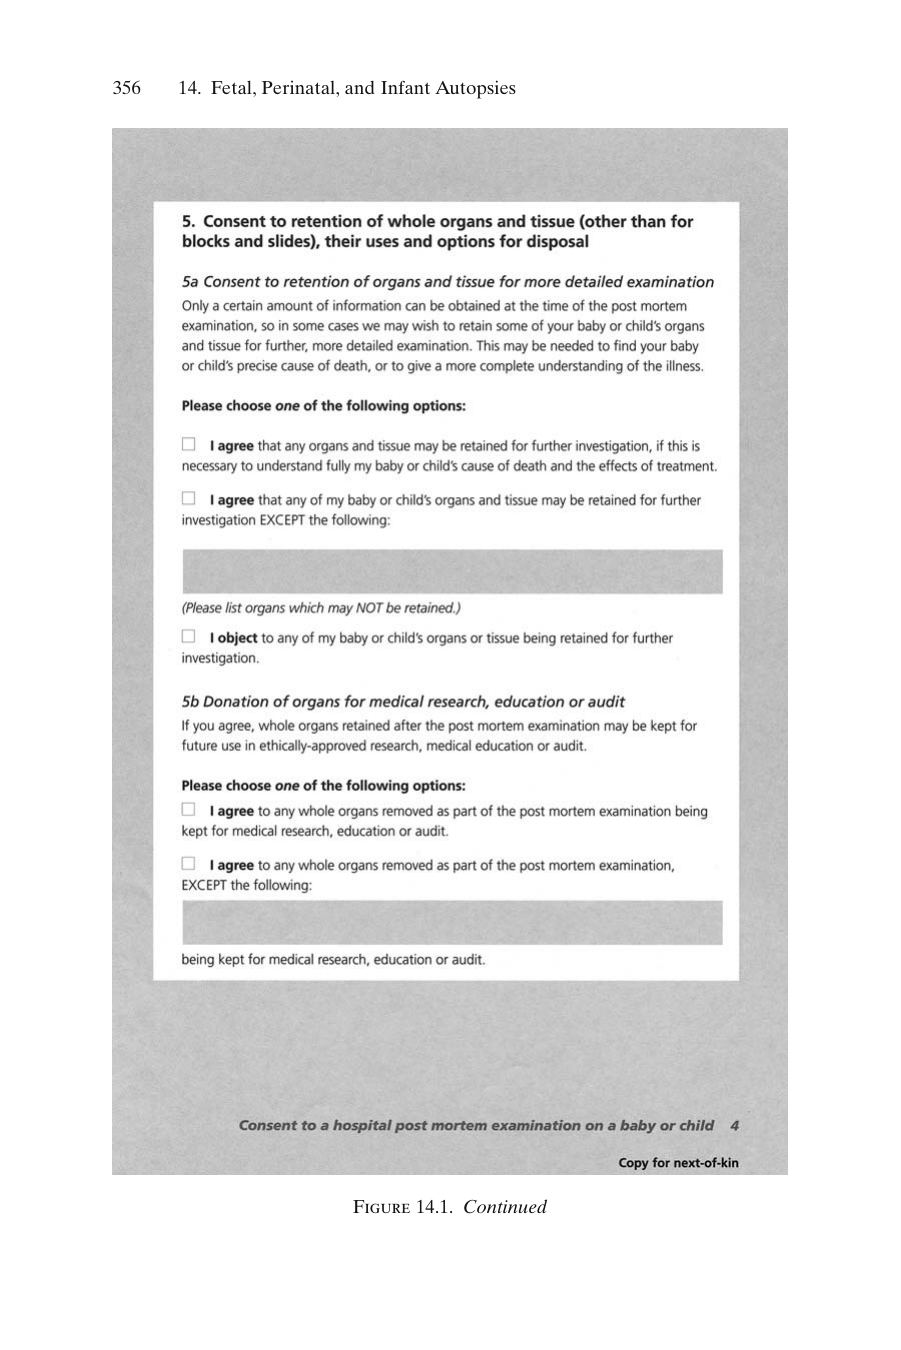 356 14. Fetal, Perinatal, and Infant Autopsies
5. Consent to retention of whole organs and tissue (other than for
blocks and slides), their uses and options for disposal
5a Consent to retention of organs and tissue for more detailed examination
Only a certain amount of information can be obtained at the time of the post mortem
examination, so in some cases we may wish to retain some of your baby or child's organs
and tissue for further, more detailed examination. This may be needed to find your baby
or child's precise cause of death, or to give a more complete understanding of the illness.
Please choose one of the following options:
☐ I agree that any organs and tissue may be retained for further investigation, if this is
necessary to understand fully my baby or child's cause of death and the effects of treatment.
☐ I agree that any of my baby or child's organs and tissue may be retained for further
investigation EXCEPT the following:
(Please list organs which may NOT be retained.)
☐ I object to any of my baby or child's organs or tissue being retained for further
investigation.
5b Donation of organs for medical research, education or audit
If you agree, whole organs retained after the post mortem examination may be kept for
future use in ethically-approved research, medical education or audit.
Please choose one of the following options:
☐ I agree to any whole organs removed as part of the post mortem examination being
kept for medical research, education or audit.
☐ I agree to any whole organs removed as part of the post mortem examination,
EXCEPT the following:
being kept for medical research, education or audit.
Consent to a hospital post mortem examination on a baby or child 4
Copy for next-of-kin
FIGURE 14.1. Continued